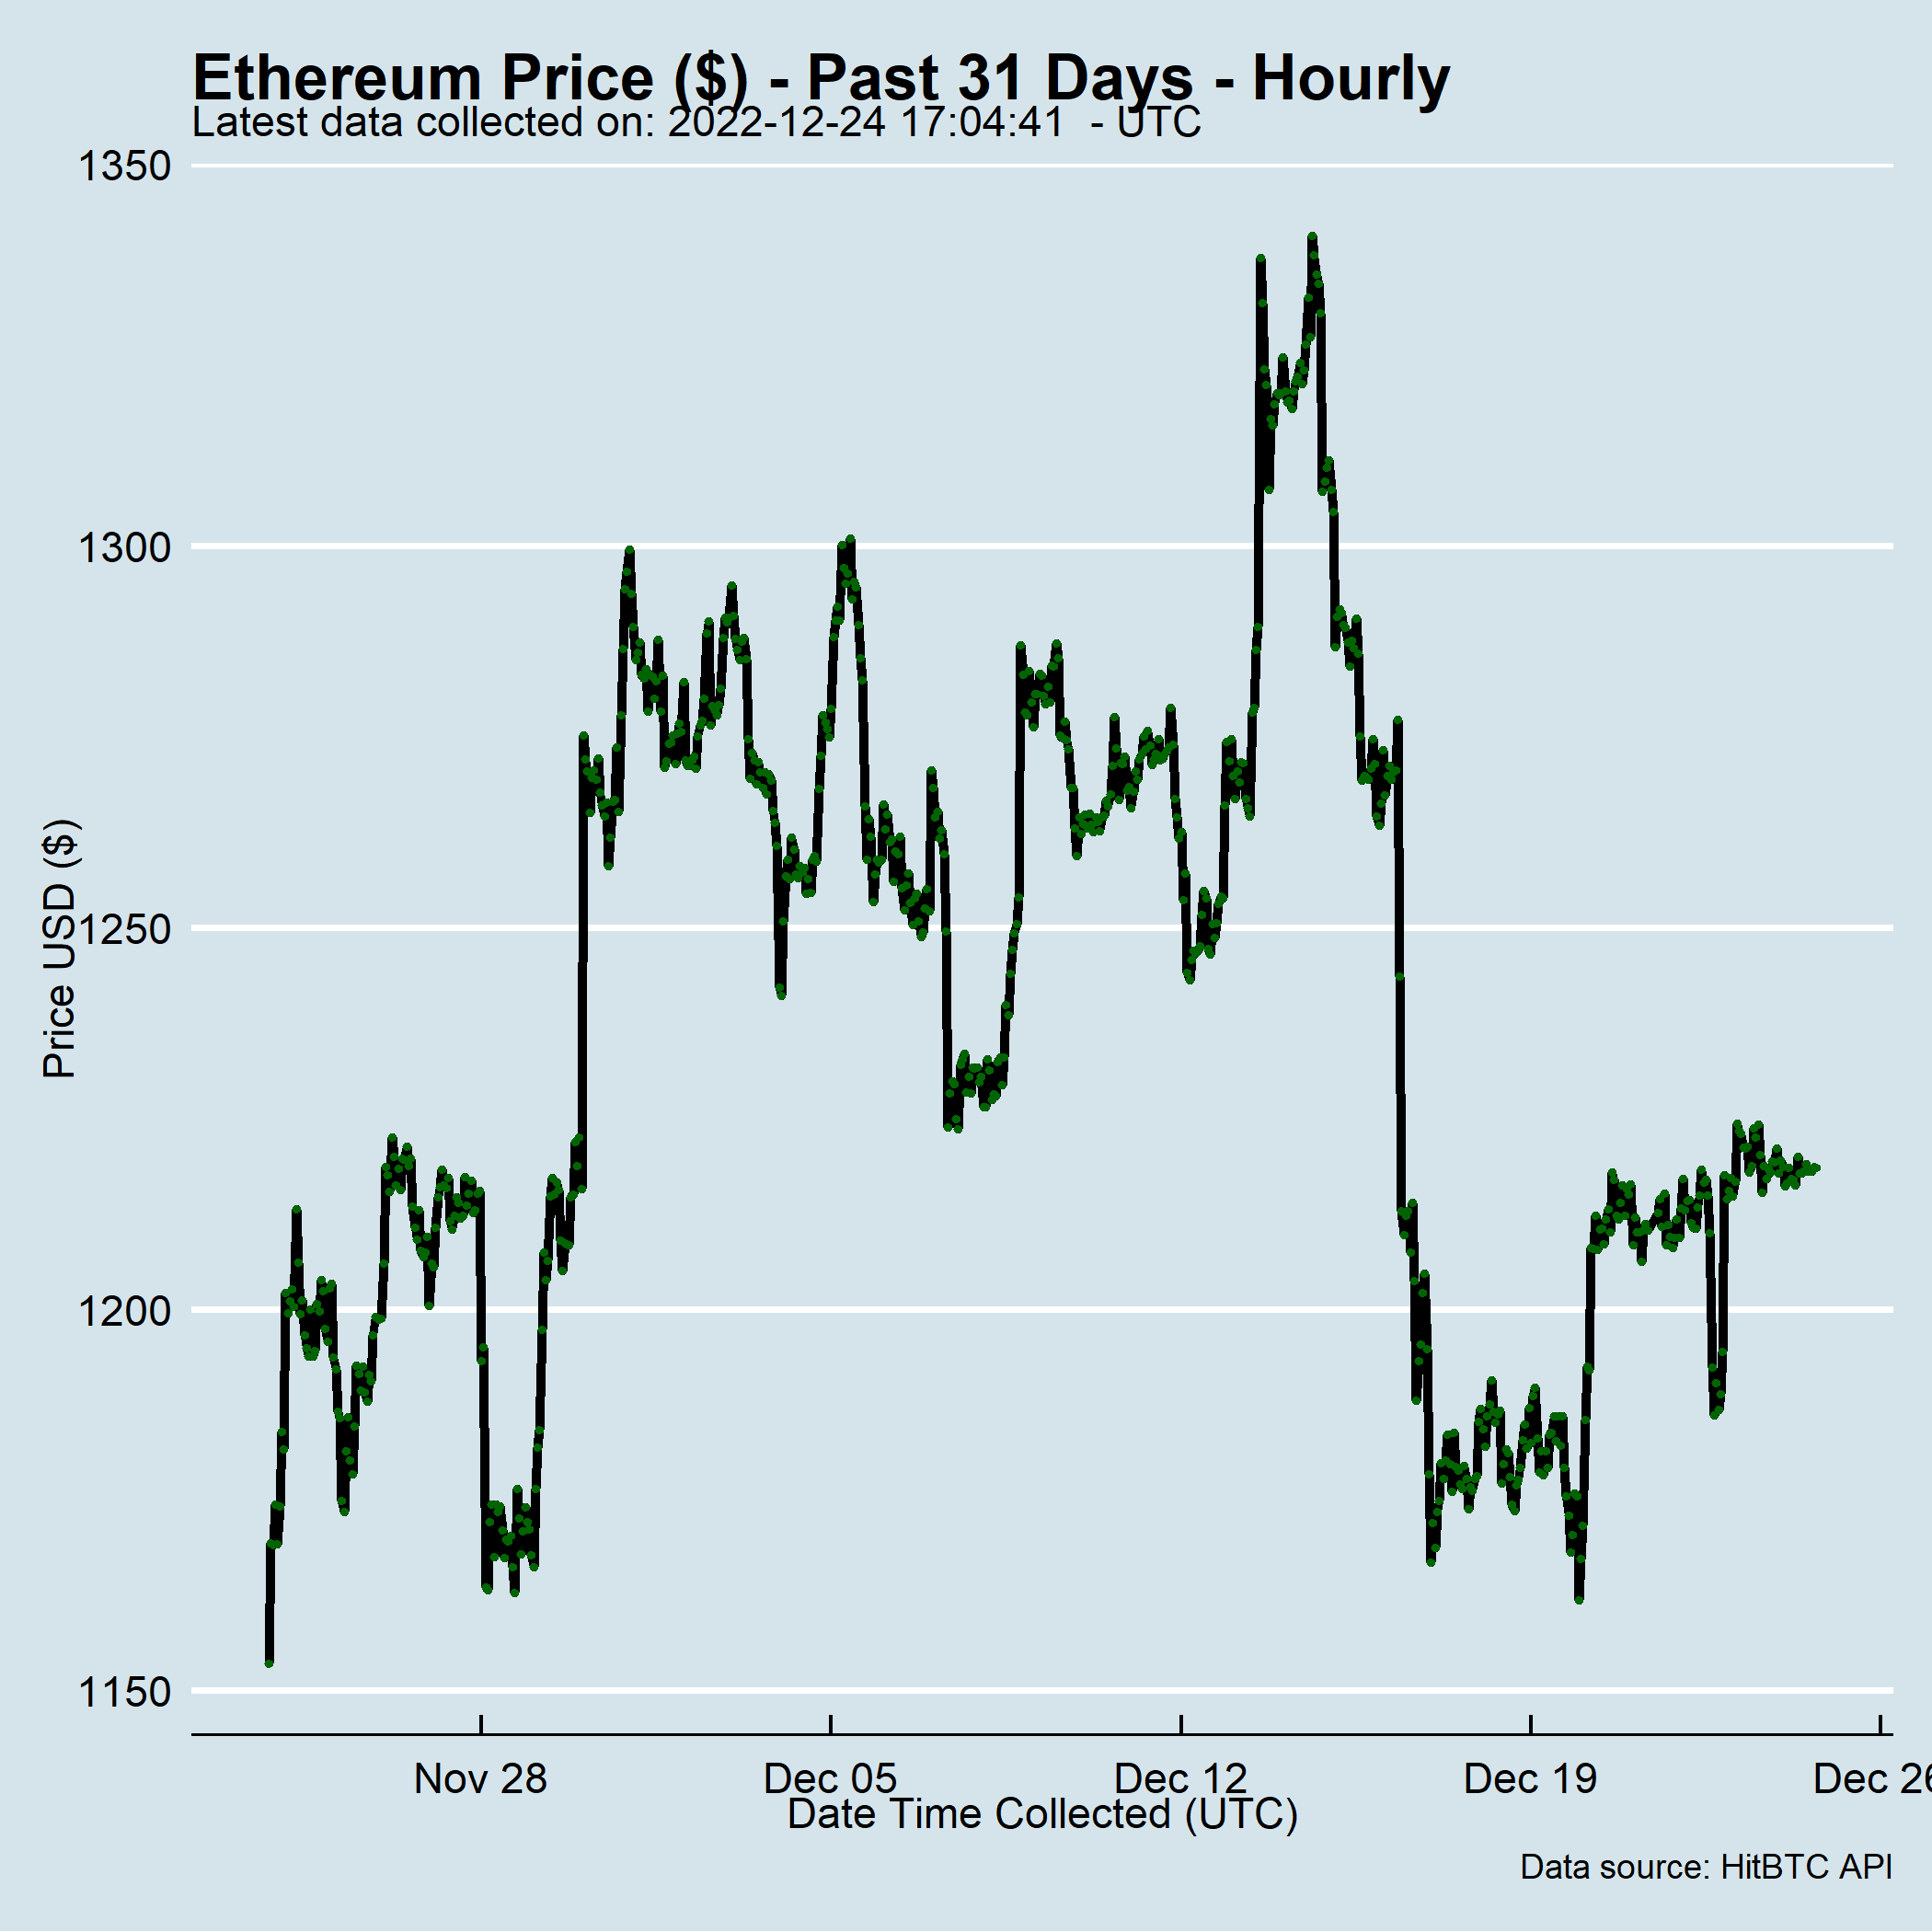 Ethereum Price ($) - Past 31 Days - Hourly
Latest data collected on: 2022-12-24 17:04:41  - UTC
1350
1300
1250
1200
1150
Price USD ($)
Nov 28
Dec 05
Dec 12
Dec 19
Dec 26
Date Time Collected (UTC)
Data source: HitBTC API